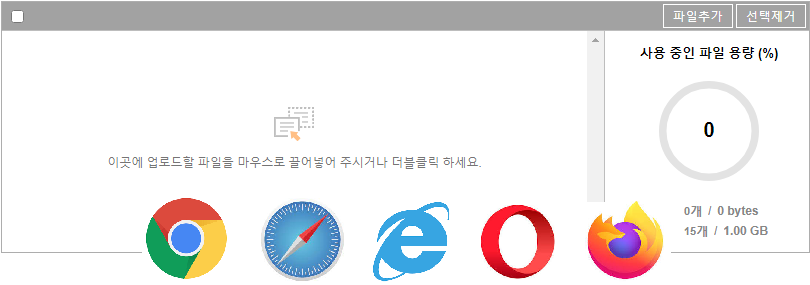 파일추가 선택제거
사용 중인 파일 용량 (%)
0
이곳에 업로드할 파일을 마우스로 끌어넣어 주시거나 더블클릭 하세요.
0개 / 0 bytes
15개 / 1.00 GB